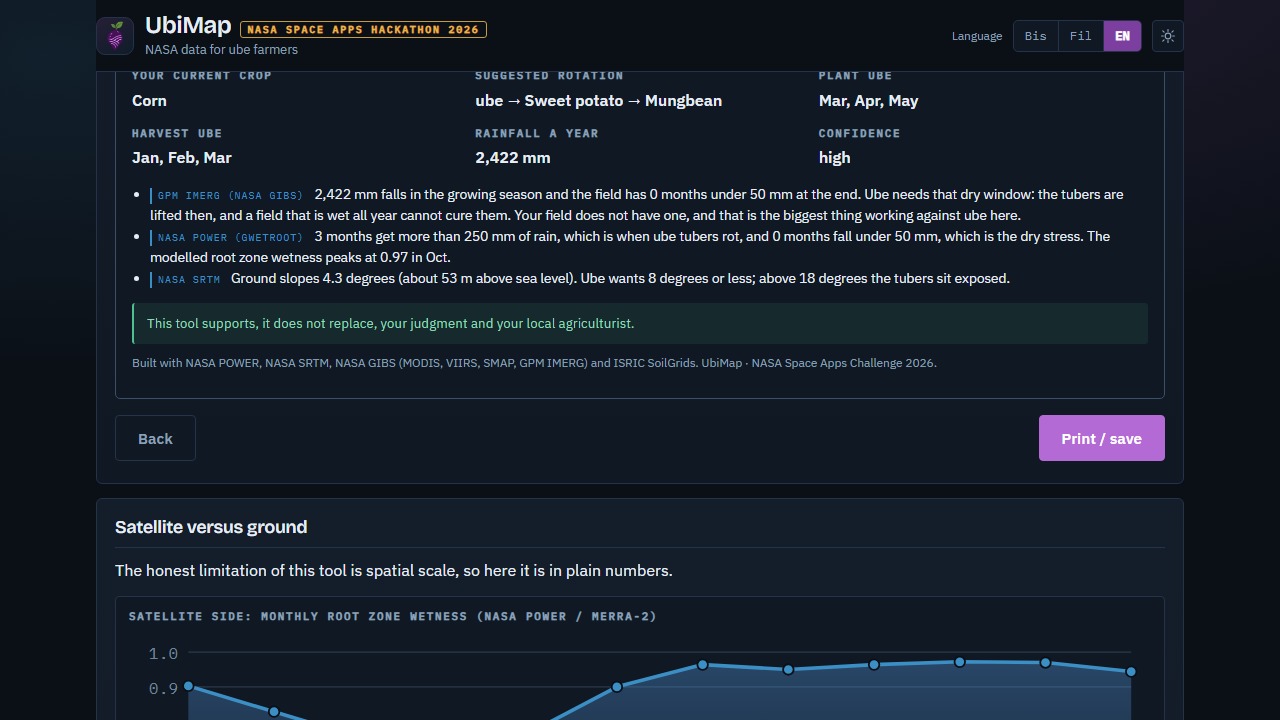 UbiMap NASA SPACE APPS HACKATHON 2026
NASA data for ube farmers
Language Bis Fil EN
YOUR CURRENT CROP SUGGESTED ROTATION PLANT UBE
Corn ube → Sweet potato → Mungbean Mar, Apr, May
HARVEST UBE RAINFALL A YEAR CONFIDENCE
Jan, Feb, Mar 2,422 mm high
• GPM IMERG (NASA GIBS) 2,422 mm falls in the growing season and the field has 0 months under 50 mm at the end. Ube needs that dry window: the tubers are
lifted then, and a field that is wet all year cannot cure them. Your field does not have one, and that is the biggest thing working against ube here.
• NASA POWER (GWETROOT) 3 months get more than 250 mm of rain, which is when ube tubers rot, and 0 months fall under 50 mm, which is the dry stress. The
modelled root zone wetness peaks at 0.97 in Oct.
• NASA SRTM Ground slopes 4.3 degrees (about 53 m above sea level). Ube wants 8 degrees or less; above 18 degrees the tubers sit exposed.
This tool supports, it does not replace, your judgment and your local agriculturist.
Built with NASA POWER, NASA SRTM, NASA GIBS (MODIS, VIIRS, SMAP, GPM IMERG) and ISRIC SoilGrids. UbiMap · NASA Space Apps Challenge 2026.
Back Print / save
Satellite versus ground
The honest limitation of this tool is spatial scale, so here it is in plain numbers.
SATELLITE SIDE: MONTHLY ROOT ZONE WETNESS (NASA POWER / MERRA-2)
1.0
0.9